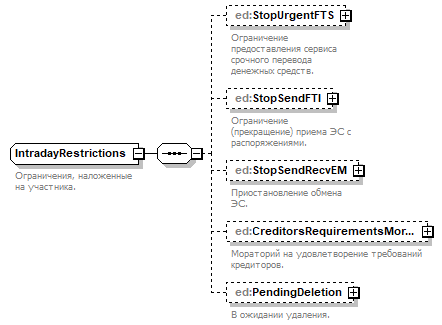 ed:StopUrgentFTS
Ограничение
предоставления сервиса
срочного перевода
денежных средств.
ed:StopSendFTI
Ограничение
(прекращение) приема ЭС с
распоряжениями.
IntradayRestrictions
Ограничения, наложенные
на участника.
ed:StopSendRecvEM
Приостановление обмена
ЭС.
ed:CreditorsRequirementsMor...
Мораторий на удовлетворение требований
кредиторов.
ed:PendingDeletion
В ожидании удаления.